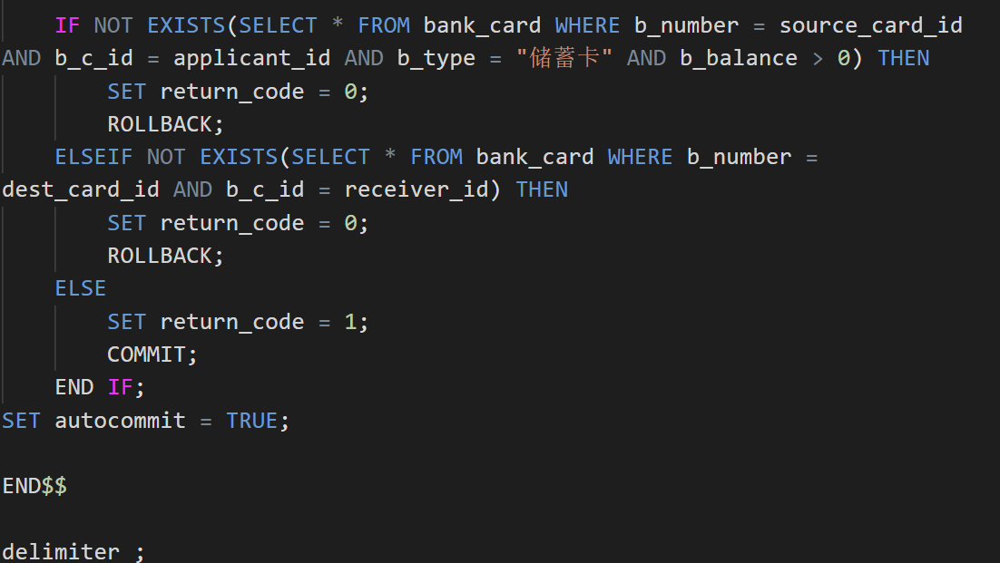 IF NOT EXISTS(SELECT * FROM bank_card WHERE b_number = source_card_id
AND b_c_id = applicant_id AND b_type = "储蓄卡" AND b_balance > 0) THEN
SET return_code = 0;
ROLLBACK;
ELSEIF NOT EXISTS(SELECT * FROM bank_card WHERE b_number =
dest_card_id AND b_c_id = receiver_id) THEN
SET return_code = 0;
ROLLBACK;
ELSE
SET return_code = 1;
COMMIT;
END IF;
SET autocommit = TRUE;
END$$
delimiter ;